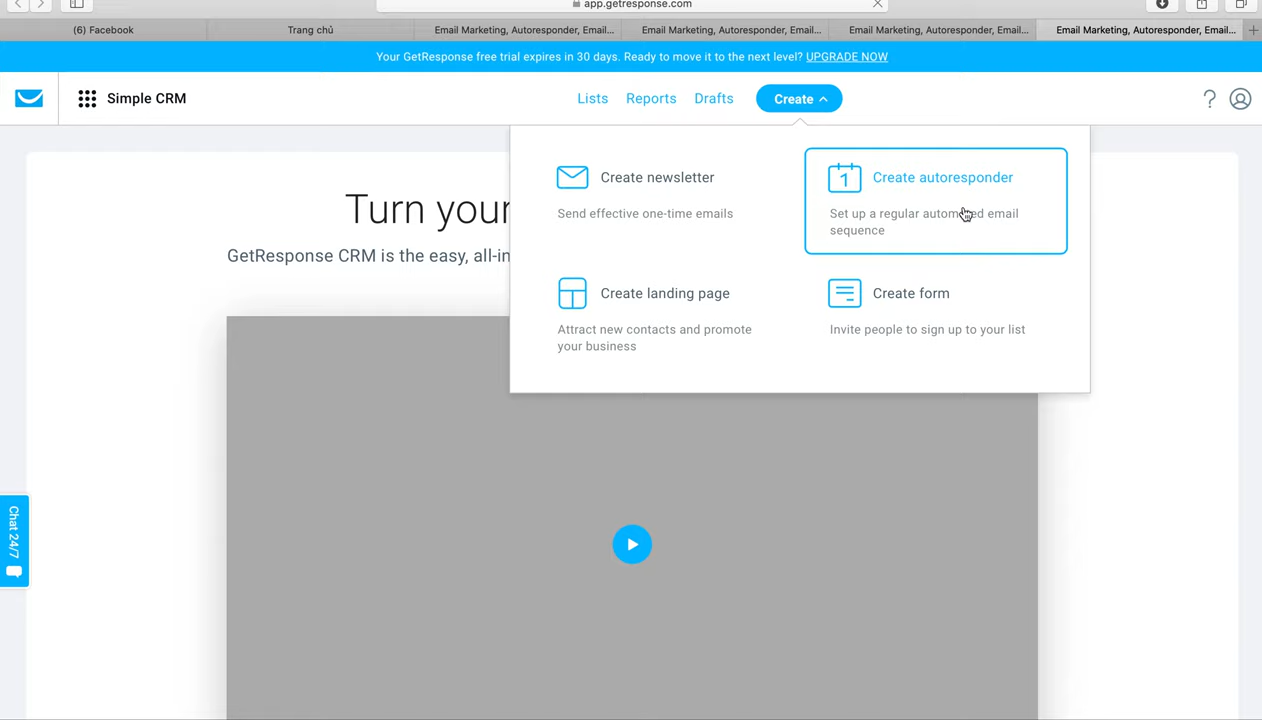 app.getresponse.com
(6) Facebook
Trang chủ
Email Marketing, Autoresponder, Email...
Email Marketing, Autoresponder, Email...
Email Marketing, Autoresponder, Email...
Email Marketing, Autoresponder, Email...
Your GetResponse free trial expires in 30 days. Ready to move it to the next level? UPGRADE NOW
Simple CRM
Lists
Reports
Drafts
Create
Create newsletter
Send effective one-time emails
1
Create autoresponder
Set up a regular automated email
sequence
Create landing page
Attract new contacts and promote
your business
Create form
Invite people to sign up to your list
Turn your
GetResponse CRM is the easy, all-in
Chat 24/7